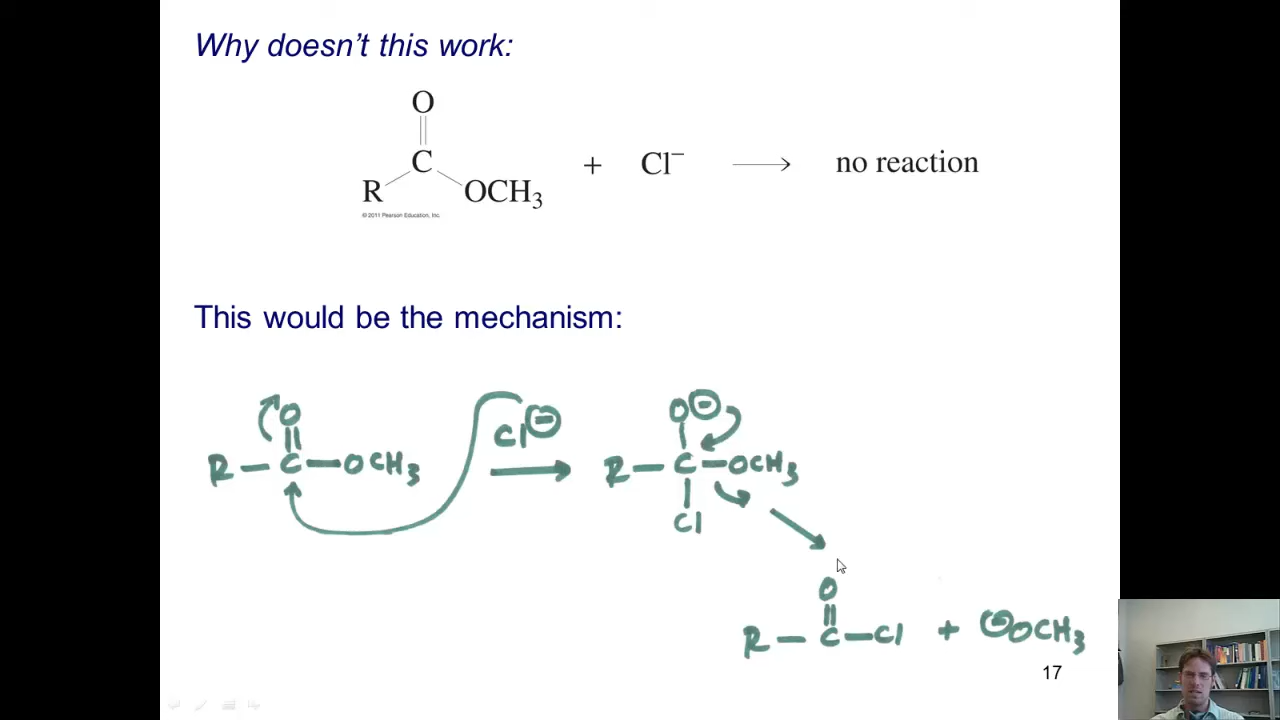 Why doesn't this work:
O
C
R OCH3 + Cl− → no reaction
© 2011 Pearson Education, Inc.
This would be the mechanism:
O Cl⊖ O⊖
R – C – OCH3 → R – C – OCH3
Cl
O
R – C – Cl + ⊖OCH3
17